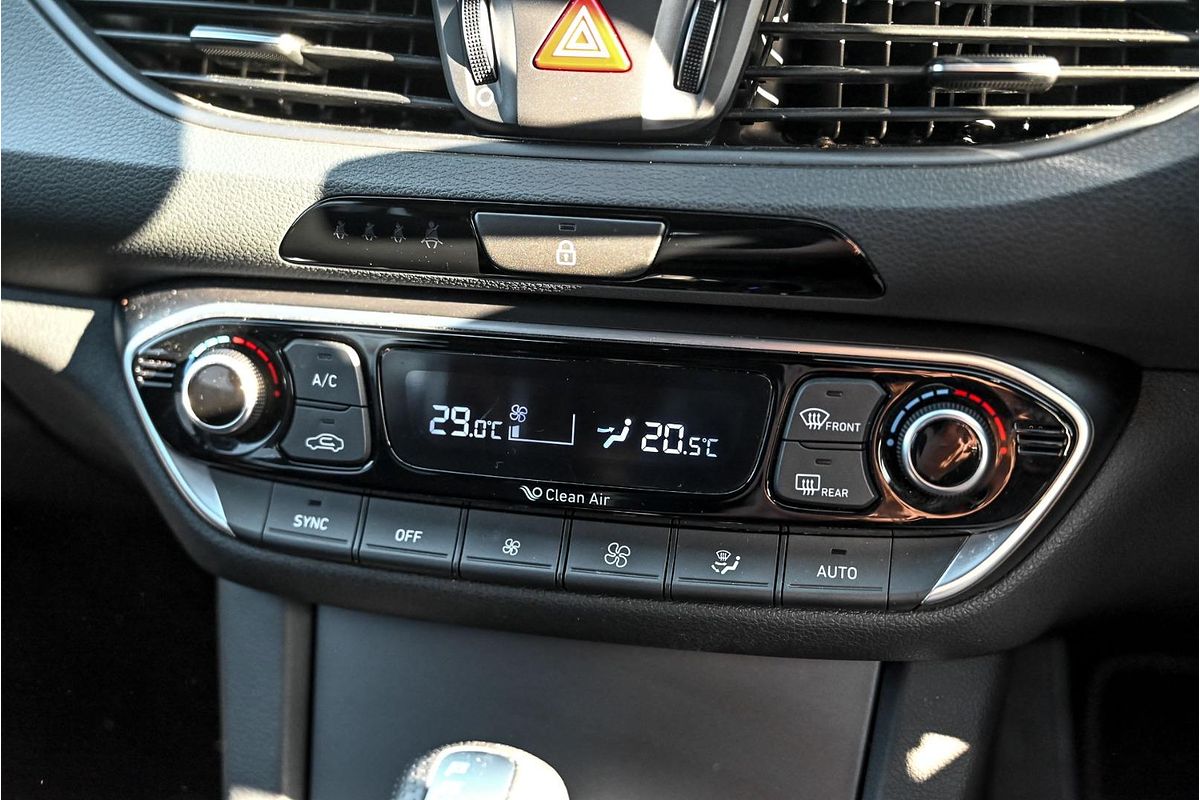 A/C
29.0°C
20.5°C
FRONT
REAR
Clean Air
SYNC
OFF
AUTO